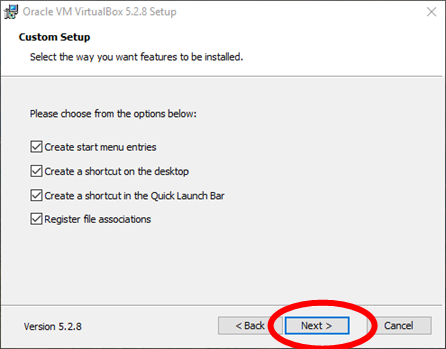 Oracle VM VirtualBox 5.2.8 Setup
Custom Setup
Select the way you want features to be installed.
Please choose from the options below:
Create start menu entries
Create a shortcut on the desktop
Create a shortcut in the Quick Launch Bar
Register file associations
Version 5.2.8
< Back
Next >
Cancel